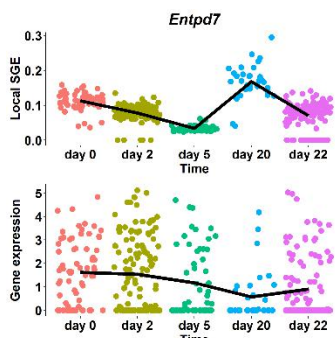 Entpd7
Local SGE
0.3
0.2
0.1
0.0
day 0 day 2 day 5 day 20 day 22
Time
Gene expression
5
4
3
2
1
0
day 0 day 2 day 5 day 20 day 22
Time